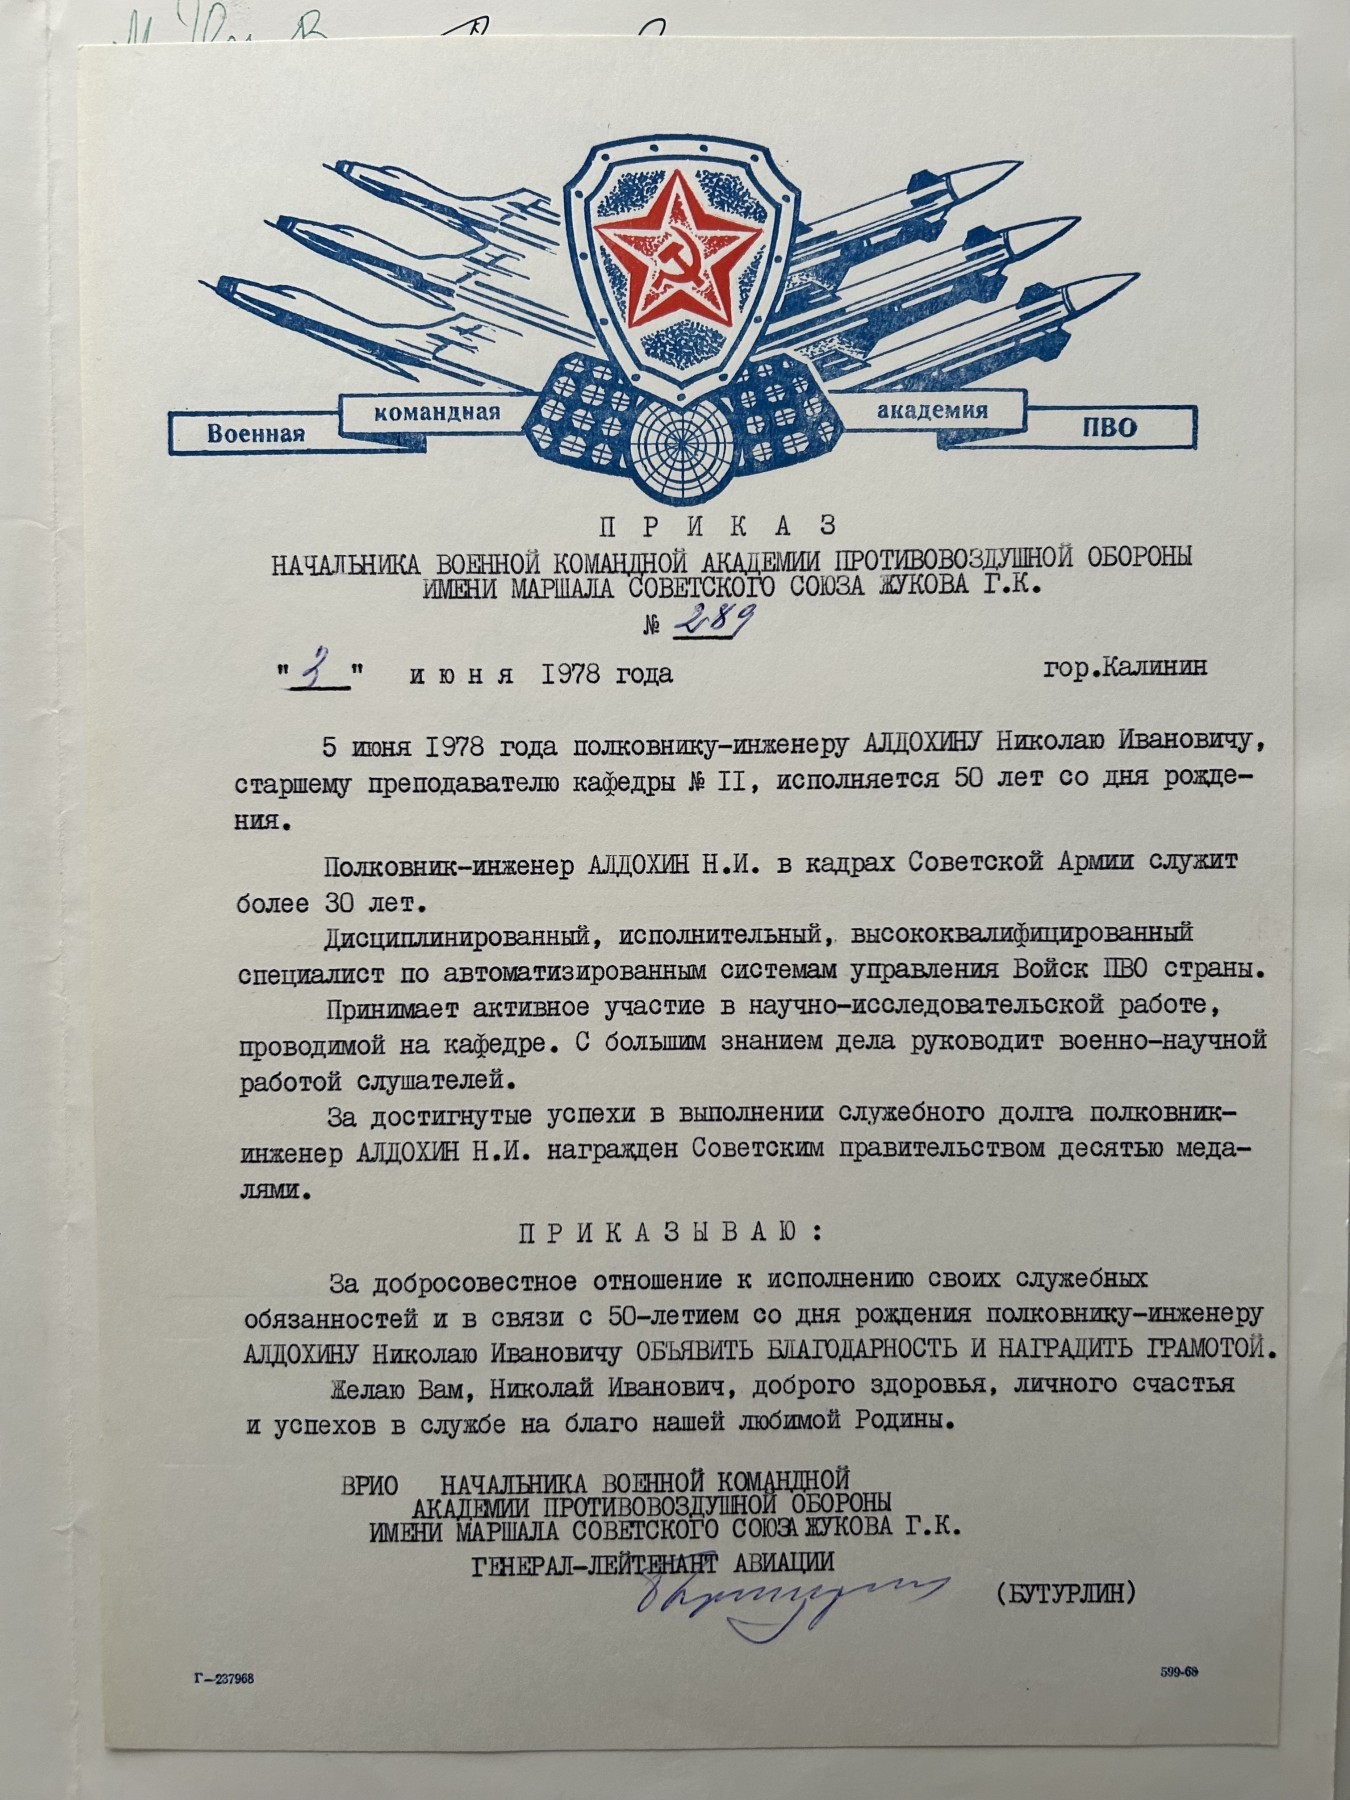 Военная командная академия ПВО
П Р И К А З
НАЧАЛЬНИКА ВОЕННОЙ КОМАНДНОЙ АКАДЕМИИ ПРОТИВОВОЗДУШНОЙ ОБОРОНЫ
ИМЕНИ МАРШАЛА СОВЕТСКОГО СОЮЗА ЖУКОВА Г.К.
№ 289
"2" и ю н я 1978 года гор.Калинин
5 июня 1978 года полковнику-инженеру АЛДОХИНУ Николаю Ивановичу,
старшему преподавателю кафедры № II, исполняется 50 лет со дня рожде-
ния.
Полковник-инженер АЛДОХИН Н.И. в кадрах Советской Армии служит
более 30 лет.
Дисциплинированный, исполнительный, высококвалифицированный
специалист по автоматизированным системам управления Войск ПВО страны.
Принимает активное участие в научно-исследовательской работе,
проводимой на кафедре. С большим знанием дела руководит военно-научной
работой слушателей.
За достигнутые успехи в выполнении служебного долга полковник-
инженер АЛДОХИН Н.И. награжден Советским правительством десятью меда-
лями.
П Р И К А З Ы В А Ю :
За добросовестное отношение к исполнению своих служебных
обязанностей и в связи с 50-летием со дня рождения полковнику-инженеру
АЛДОХИНУ Николаю Ивановичу ОБЪЯВИТЬ БЛАГОДАРНОСТЬ И НАГРАДИТЬ ГРАМОТОЙ.
Желаю Вам, Николай Иванович, доброго здоровья, личного счастья
и успехов в службе на благо нашей любимой Родины.
ВРИО НАЧАЛЬНИКА ВОЕННОЙ КОМАНДНОЙ
АКАДЕМИИ ПРОТИВОВОЗДУШНОЙ ОБОРОНЫ
ИМЕНИ МАРШАЛА СОВЕТСКОГО СОЮЗА ЖУКОВА Г.К.
ГЕНЕРАЛ-ЛЕЙТЕНАНТ АВИАЦИИ
(БУТУРЛИН)
Г—237968 599-68